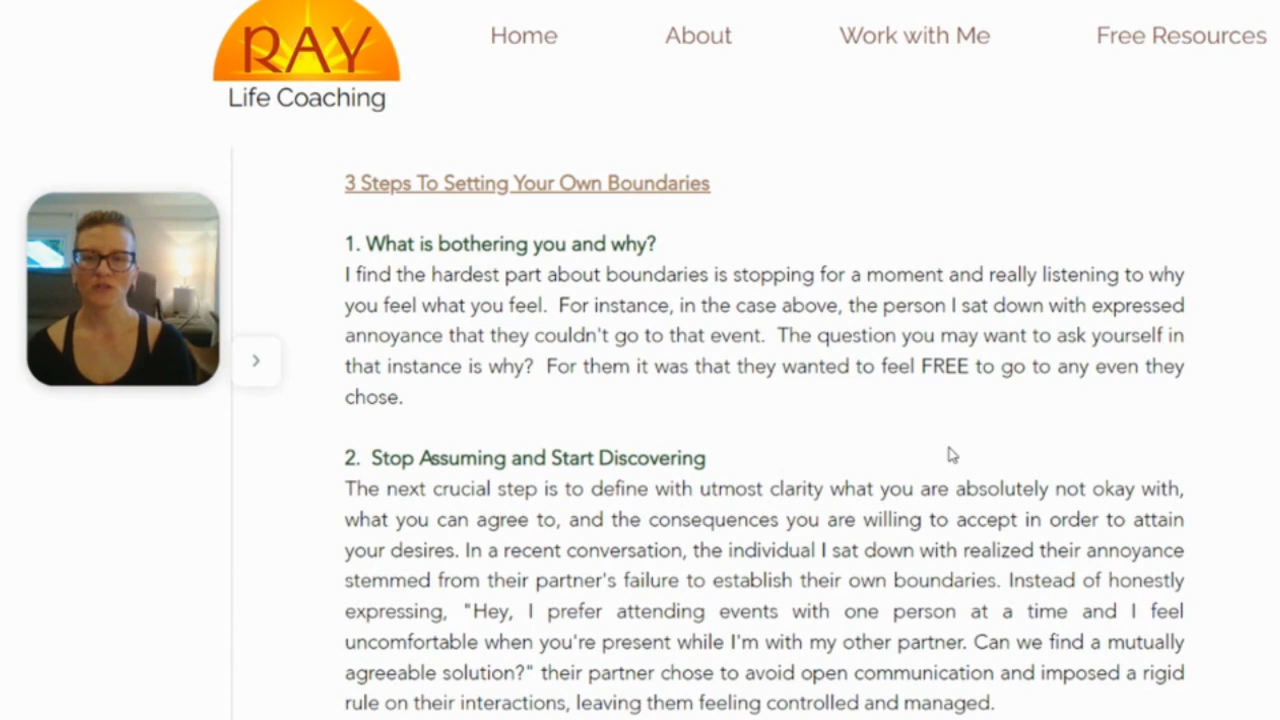 RAY
Life Coaching
Home About Work with Me Free Resources
3 Steps To Setting Your Own Boundaries
1. What is bothering you and why?
I find the hardest part about boundaries is stopping for a moment and really listening to why
you feel what you feel. For instance, in the case above, the person I sat down with expressed
annoyance that they couldn't go to that event. The question you may want to ask yourself in
that instance is why? For them it was that they wanted to feel FREE to go to any even they
chose.
2. Stop Assuming and Start Discovering
The next crucial step is to define with utmost clarity what you are absolutely not okay with,
what you can agree to, and the consequences you are willing to accept in order to attain
your desires. In a recent conversation, the individual I sat down with realized their annoyance
stemmed from their partner's failure to establish their own boundaries. Instead of honestly
expressing, "Hey, I prefer attending events with one person at a time and I feel
uncomfortable when you're present while I'm with my other partner. Can we find a mutually
agreeable solution?" their partner chose to avoid open communication and imposed a rigid
rule on their interactions, leaving them feeling controlled and managed.